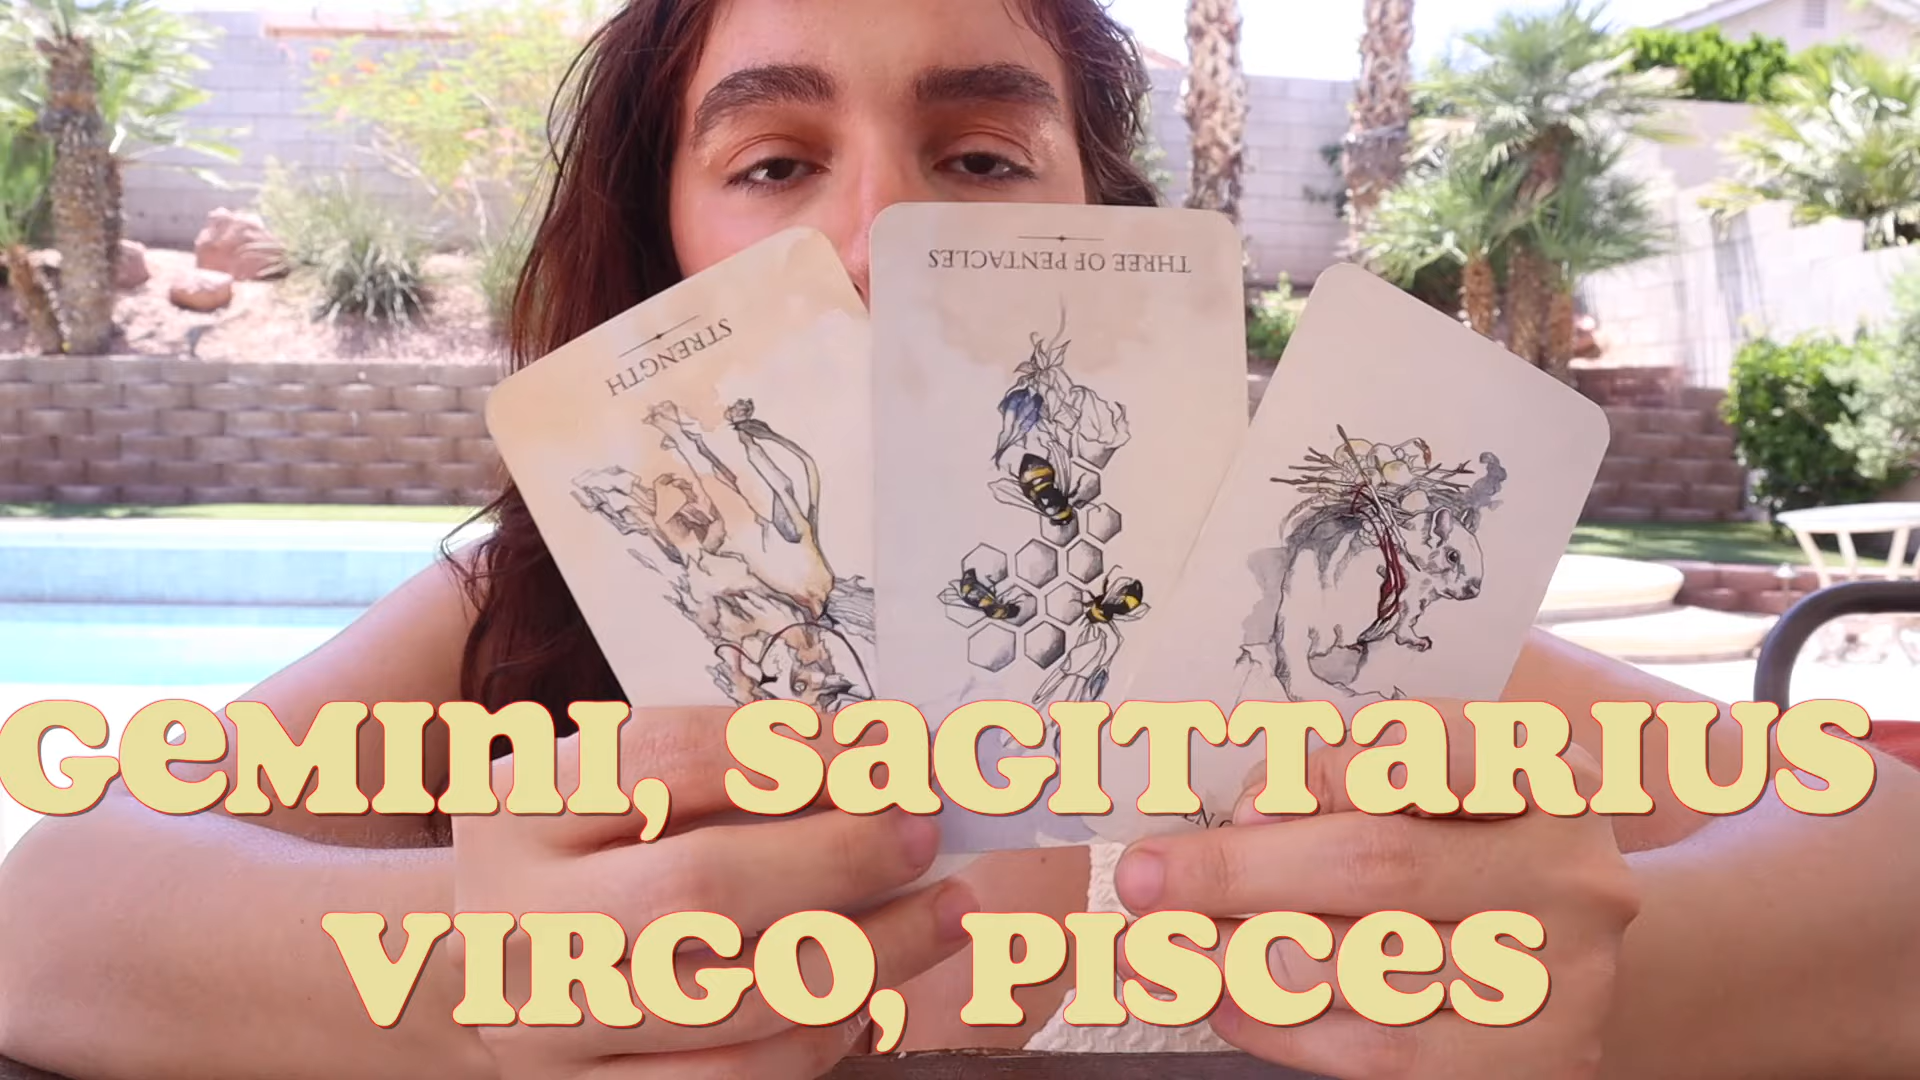 STRENGTH
THREE OF PENTACLES
GEMINI, SAGITTARIUS
VIRGO, PISCES